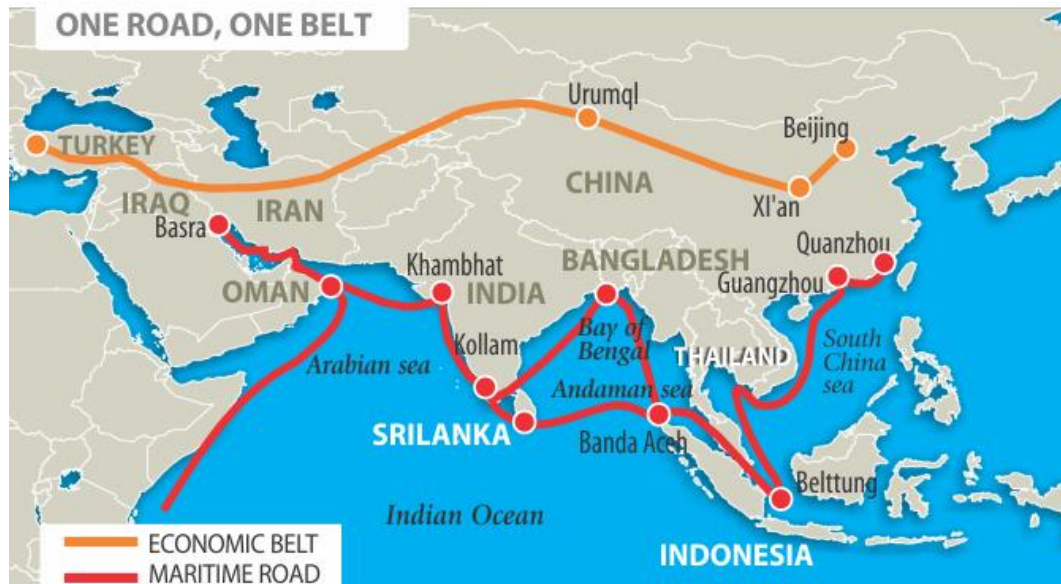 ONE ROAD, ONE BELT
Urumql
Beijing
TURKEY
CHINA
XI'an
IRAQ
IRAN
Basra
Quanzhou
Khambhat
BANGLADESH
Guangzhou
OMAN
INDIA
Bay of
Bengal
South
China
sea
Kollam
THAILAND
Arabian sea
Andaman sea
SRILANKA
Banda Aceh
Belttung
Indian Ocean
INDONESIA
ECONOMIC BELT
MARITIME ROAD